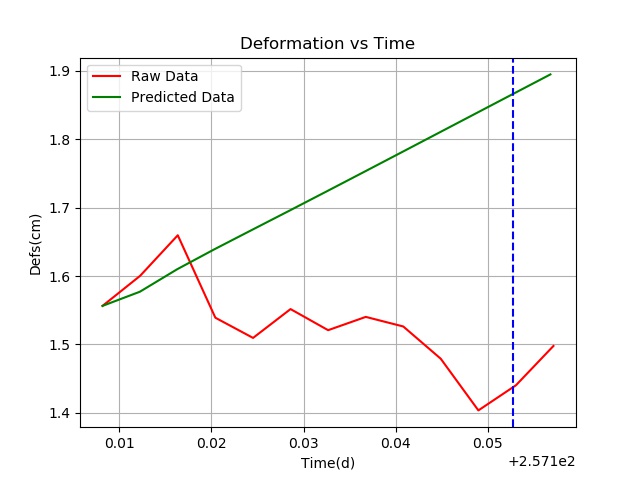 Deformation vs Time
Raw Data
Predicted Data
1.9
1.8
1.7
1.6
1.5
1.4
Defs(cm)
0.01 0.02 0.03 0.04 0.05
+2.571e2
Time(d)